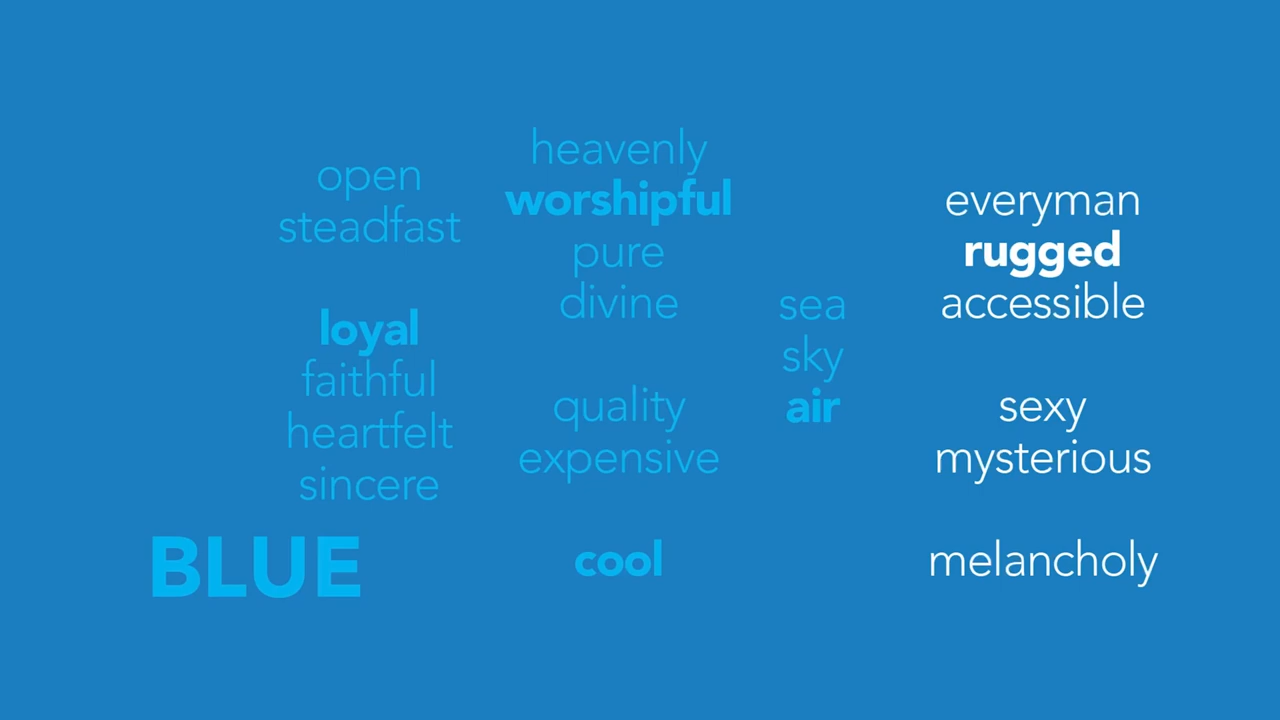 open
steadfast
loyal
faithful
heartfelt
sincere
BLUE
heavenly
worshipful
pure
divine
quality
expensive
cool
sea
sky
air
everyman
rugged
accessible
sexy
mysterious
melancholy